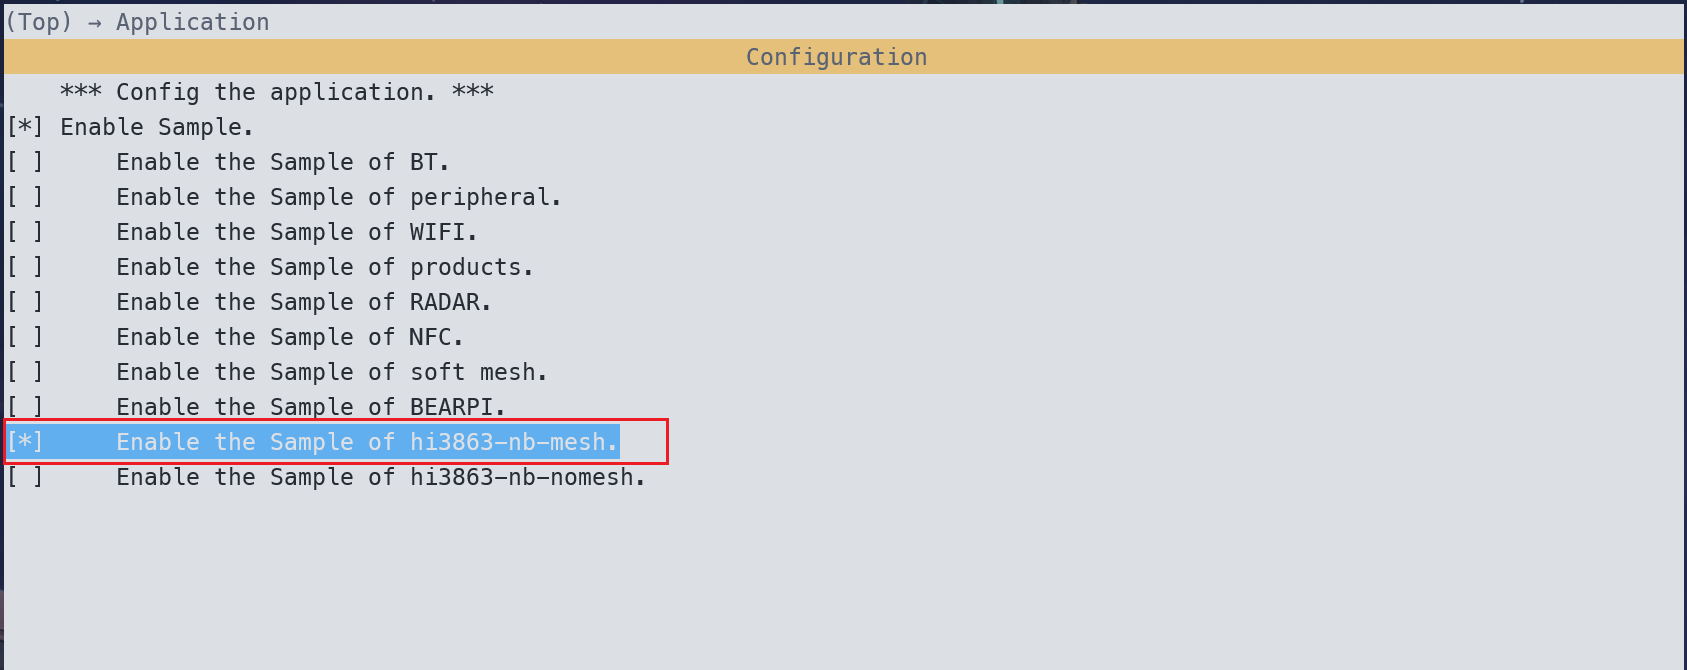 (Top) → Application
Configuration
*** Config the application. ***
[*] Enable Sample.
[ ] Enable the Sample of BT.
[ ] Enable the Sample of peripheral.
[ ] Enable the Sample of WIFI.
[ ] Enable the Sample of products.
[ ] Enable the Sample of RADAR.
[ ] Enable the Sample of NFC.
[ ] Enable the Sample of soft mesh.
[ ] Enable the Sample of BEARPI.
[*] Enable the Sample of hi3863-nb-mesh.
[ ] Enable the Sample of hi3863-nb-nomesh.